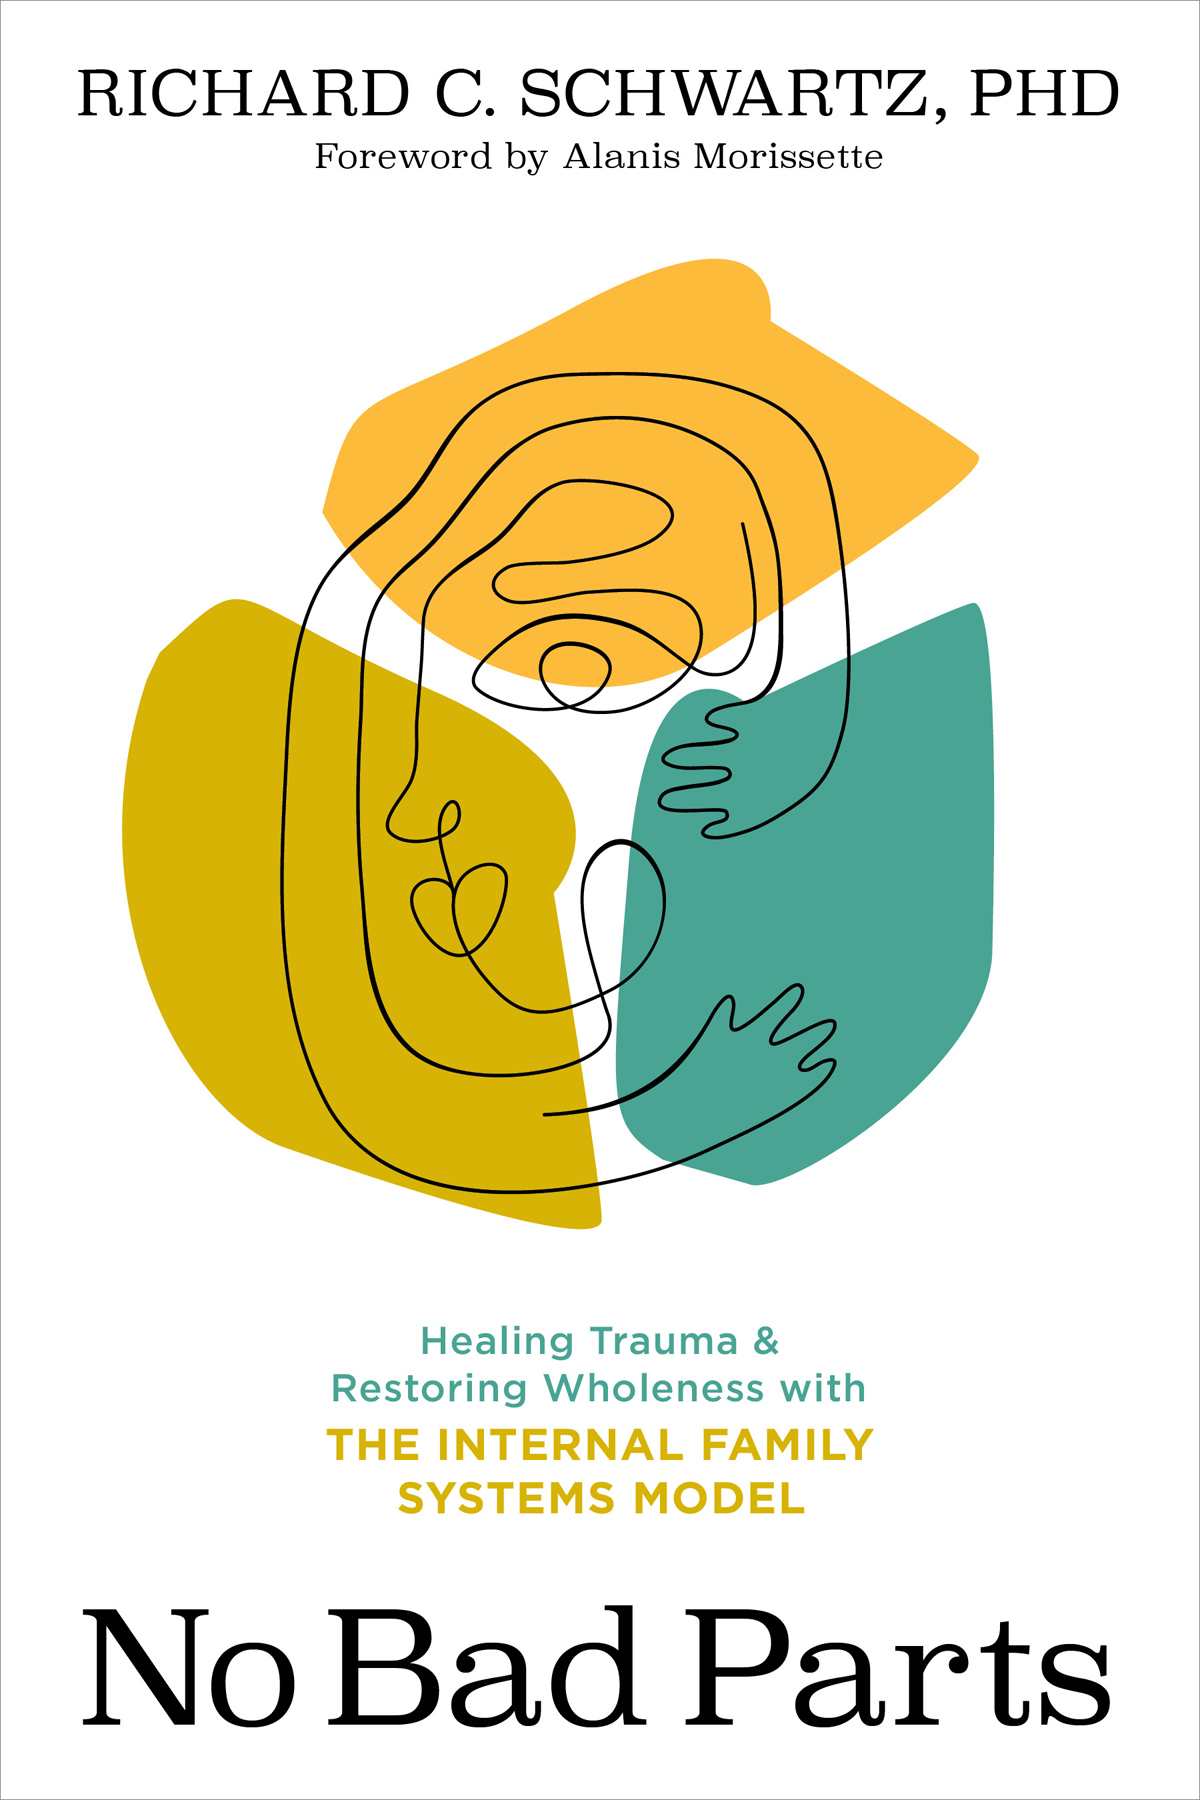 RICHARD C. SCHWARTZ, PHD
Foreword by Alanis Morissette
Healing Trauma &
Restoring Wholeness with
THE INTERNAL FAMILY
SYSTEMS MODEL
No Bad Parts